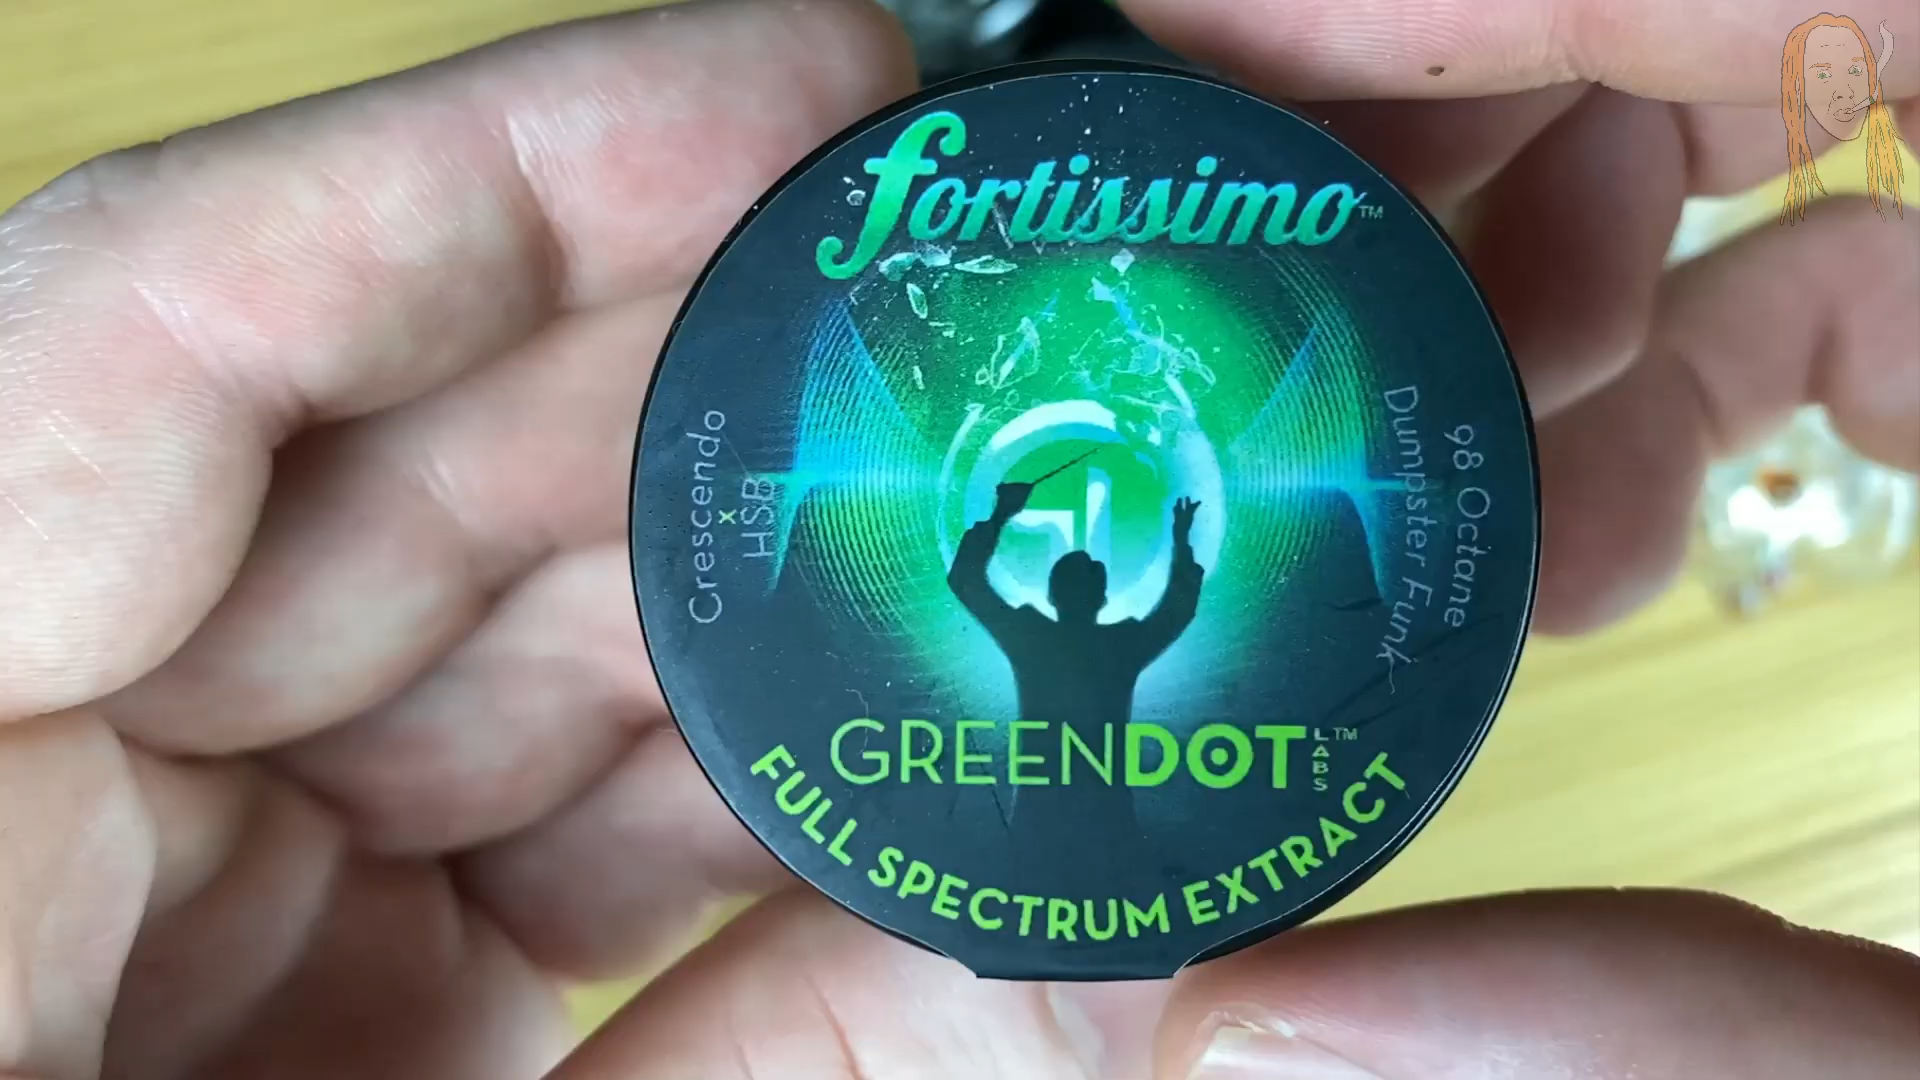 fortissimo™
Crescendo
x
HSB
98 Octane
Dumpster Funk
GREENDOT LABS™
FULL SPECTRUM EXTRACT